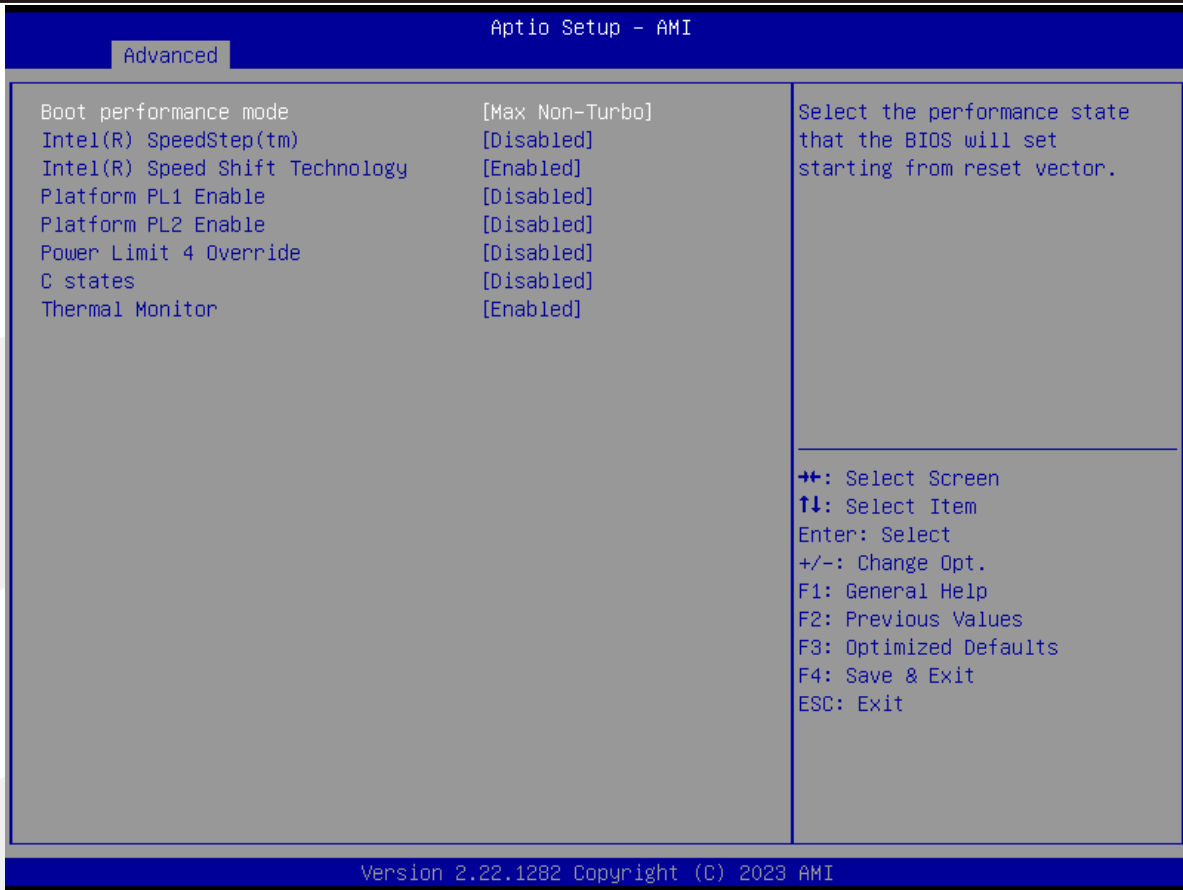 Aptio Setup – AMI
Advanced
Boot performance mode [Max Non-Turbo]
Intel(R) SpeedStep(tm) [Disabled]
Intel(R) Speed Shift Technology [Enabled]
Platform PL1 Enable [Disabled]
Platform PL2 Enable [Disabled]
Power Limit 4 Override [Disabled]
C states [Disabled]
Thermal Monitor [Enabled]
Select the performance state
that the BIOS will set
starting from reset vector.
→←: Select Screen
↑↓: Select Item
Enter: Select
+/-: Change Opt.
F1: General Help
F2: Previous Values
F3: Optimized Defaults
F4: Save & Exit
ESC: Exit
Version 2.22.1282 Copyright (C) 2023 AMI